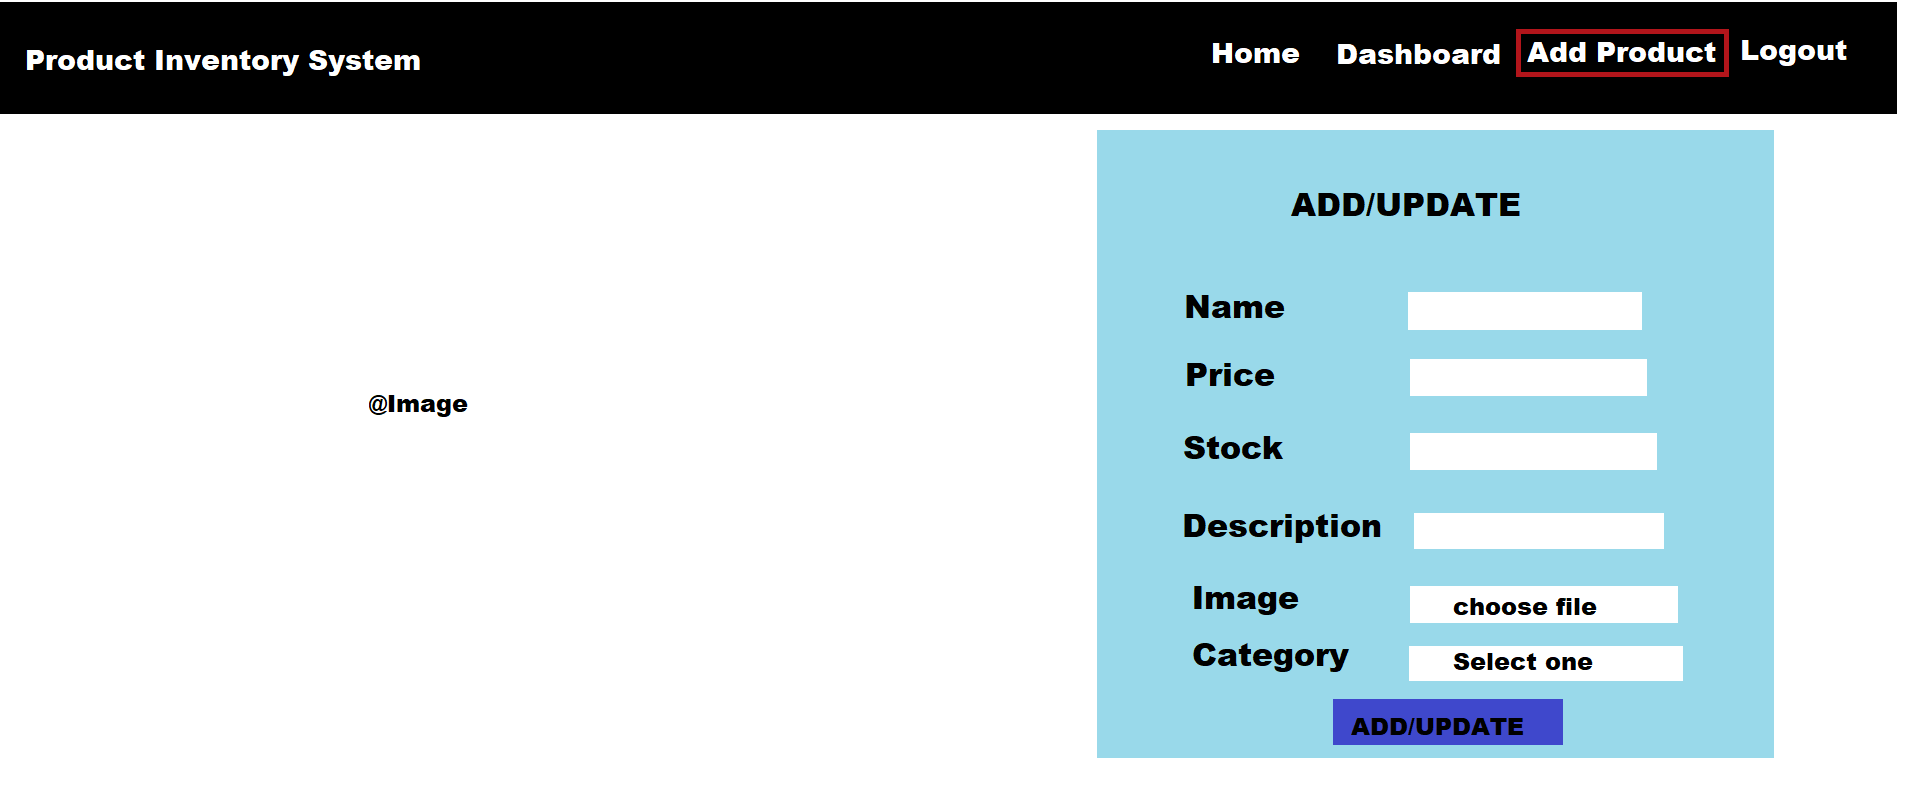 Product Inventory System
Home Dashboard Add Product Logout
@Image
ADD/UPDATE
Name
Price
Stock
Description
Image choose file
Category Select one
ADD/UPDATE